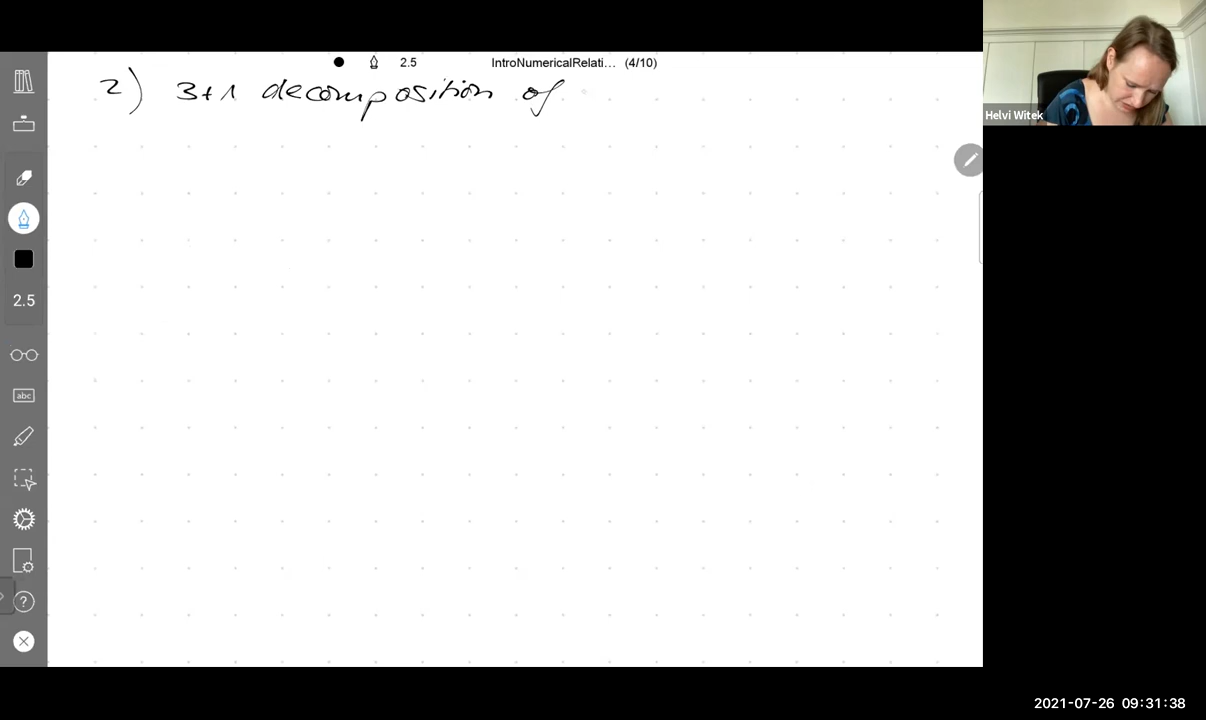 2.5 IntroNumericalRelati... (4/10)
2) 3+1 decomposition of
Helvi Witek
2.5
abc
?
2021-07-26 09:31:38